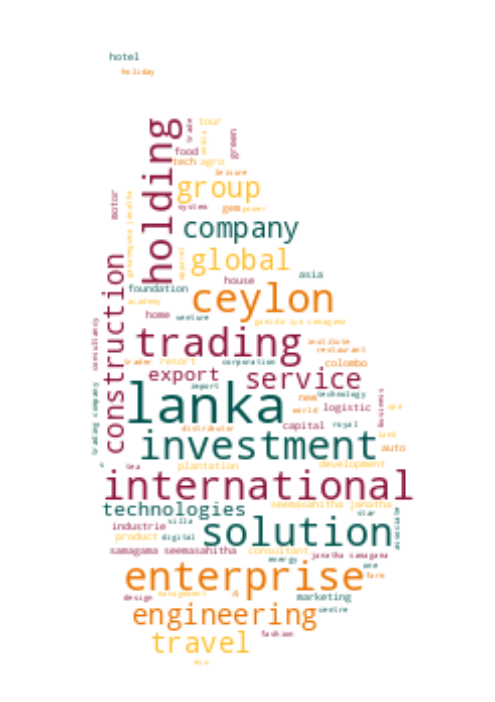 hotel
holiday
holding
trade
media
tour
green
food
tech agro
leisure
group
motor
system
gem power
company
global
apparel
asia
house
foundation
ceylon
academy
home venture
construction
consultancy
trading
institute
restaurant
trader resort corporation colombo
export service
import
technology
trading company
lanka
new
world logistic
business
spa
capital royal
distributor
land
investment
auto
tea plantation development
international
technologies
seemasahitha janatha
star
villa
industrie
solution
associate
product digital
samagama seemasahitha consultant janatha samagama
energy
one
enterprise
farm
design management marketing
engineering
centre
travel
fashion
eco